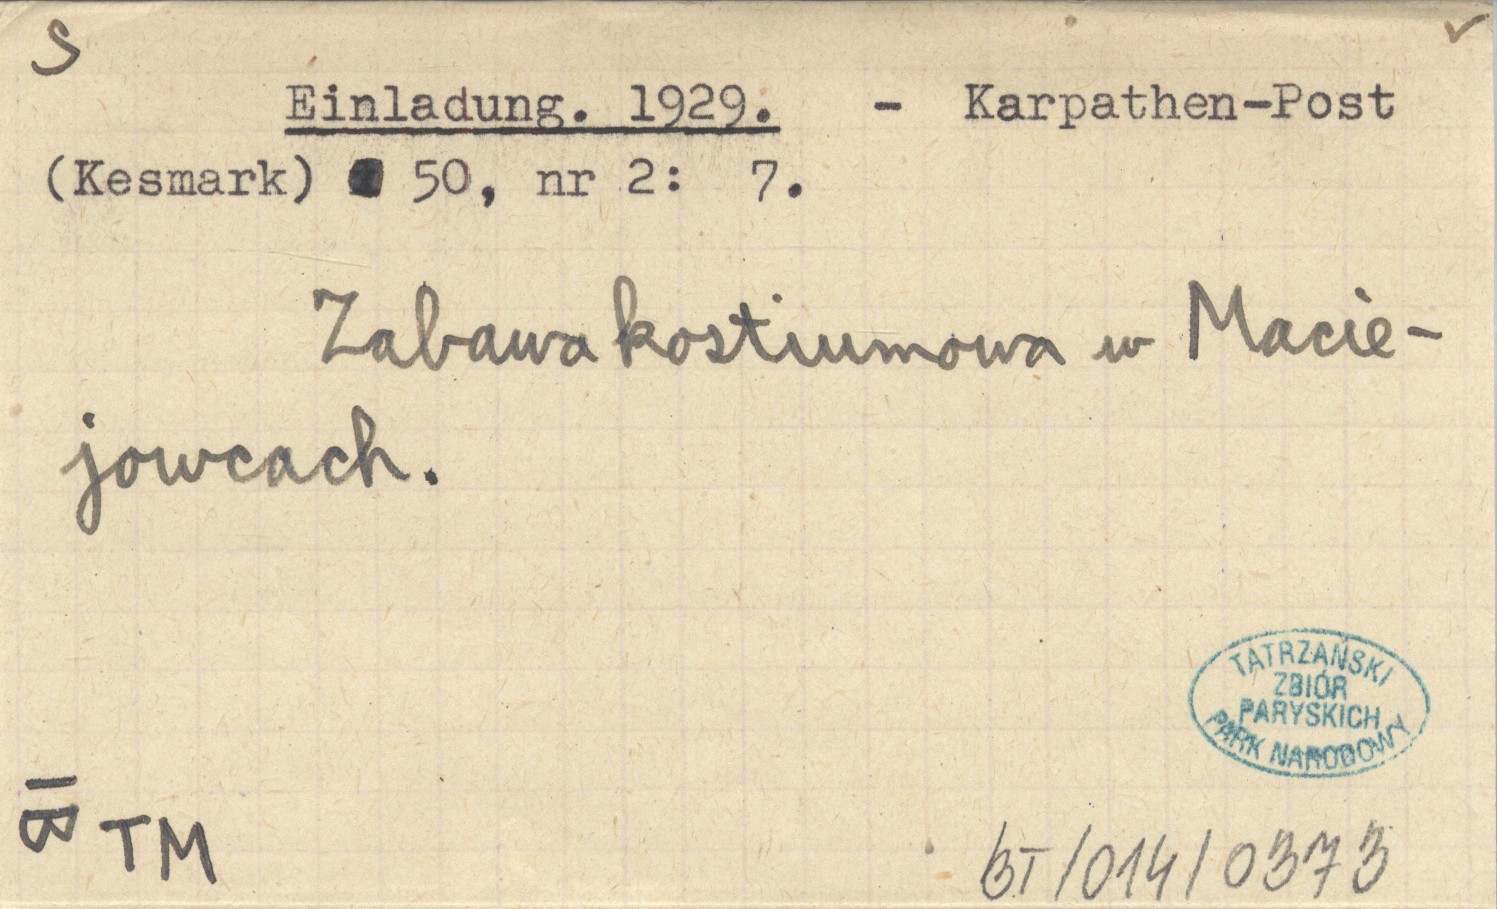 S
Einladung. 1929. - Karpathen-Post
(Kesmark) 50, nr 2: 7.
Zabawa kostiumowa w Macie-
jowcach.
TATRZAŃSKI
ZBIÓR
PARYSKICH
PARK NARODOWY
IB
TM
BT/014/0373